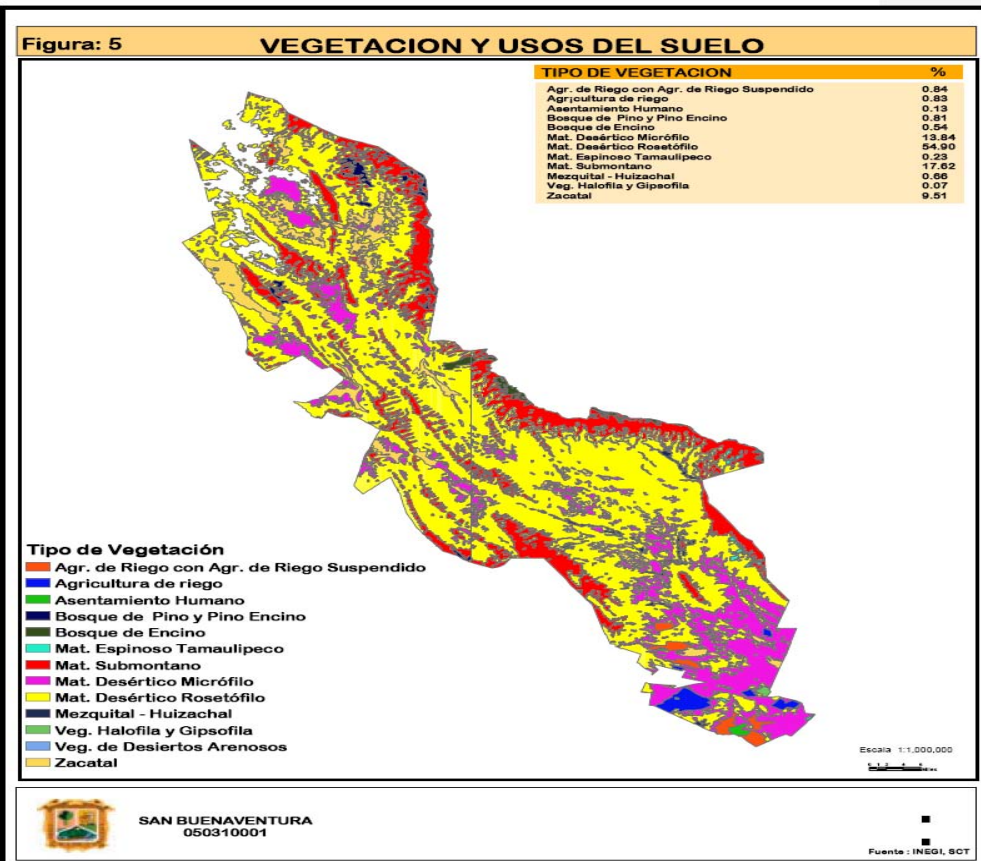 Figura: 5 VEGETACION Y USOS DEL SUELO
TIPO DE VEGETACION %
Agr. de Riego con Agr. de Riego Suspendido 0.84
Agricultura de riego 0.83
Asentamiento Humano 0.13
Bosque de Pino y Pino Encino 0.81
Bosque de Encino 0.54
Mat. Desértico Micrófilo 13.84
Mat. Desértico Rosetófilo 54.90
Mat. Espinoso Tamaulipeco 0.23
Mat. Submontano 17.62
Mezquital - Huizachal 0.66
Veg. Halofila y Gipsofila 0.07
Zacatal 9.51
Tipo de Vegetación
Agr. de Riego con Agr. de Riego Suspendido
Agricultura de riego
Asentamiento Humano
Bosque de Pino y Pino Encino
Bosque de Encino
Mat. Espinoso Tamaulipeco
Mat. Submontano
Mat. Desértico Micrófilo
Mat. Desértico Rosetófilo
Mezquital - Huizachal
Veg. Halofila y Gipsofila
Veg. de Desiertos Arenosos
Zacatal
Escala 1:1,000,000
SAN BUENAVENTURA
050310001
Fuente : INEGI, SCT